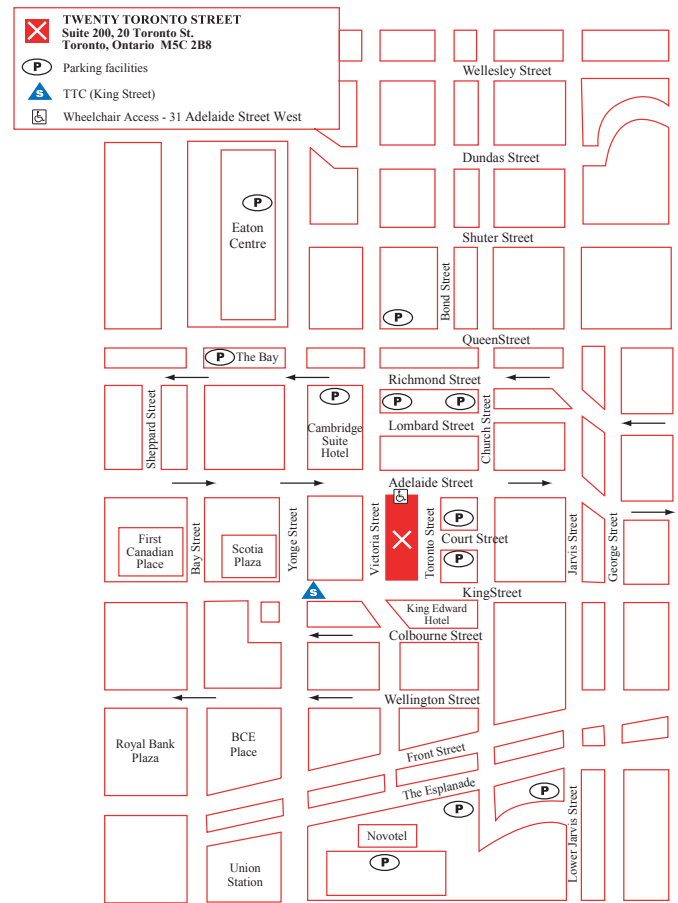 TWENTY TORONTO STREET
Suite 200, 20 Toronto St.
Toronto, Ontario M5C 2B8
P Parking facilities
S TTC (King Street)
Wheelchair Access - 31 Adelaide Street West
Wellesley Street
Dundas Street
P
Eaton
Centre
Shuter Street
Bond Street
P
QueenStreet
P The Bay
Richmond Street
P
P
P
Sheppard Street
Cambridge
Suite
Hotel
Lombard Street
Church Street
Adelaide Street
First
Canadian
Place
Bay Street
Scotia
Plaza
Yonge Street
Victoria Street
Toronto Street
P
Court Street
P
Jarvis Street
George Street
S
KingStreet
King Edward
Hotel
Colbourne Street
Wellington Street
Royal Bank
Plaza
BCE
Place
Front Street
The Esplanade
P
P
Lower Jarvis Street
Novotel
P
Union
Station